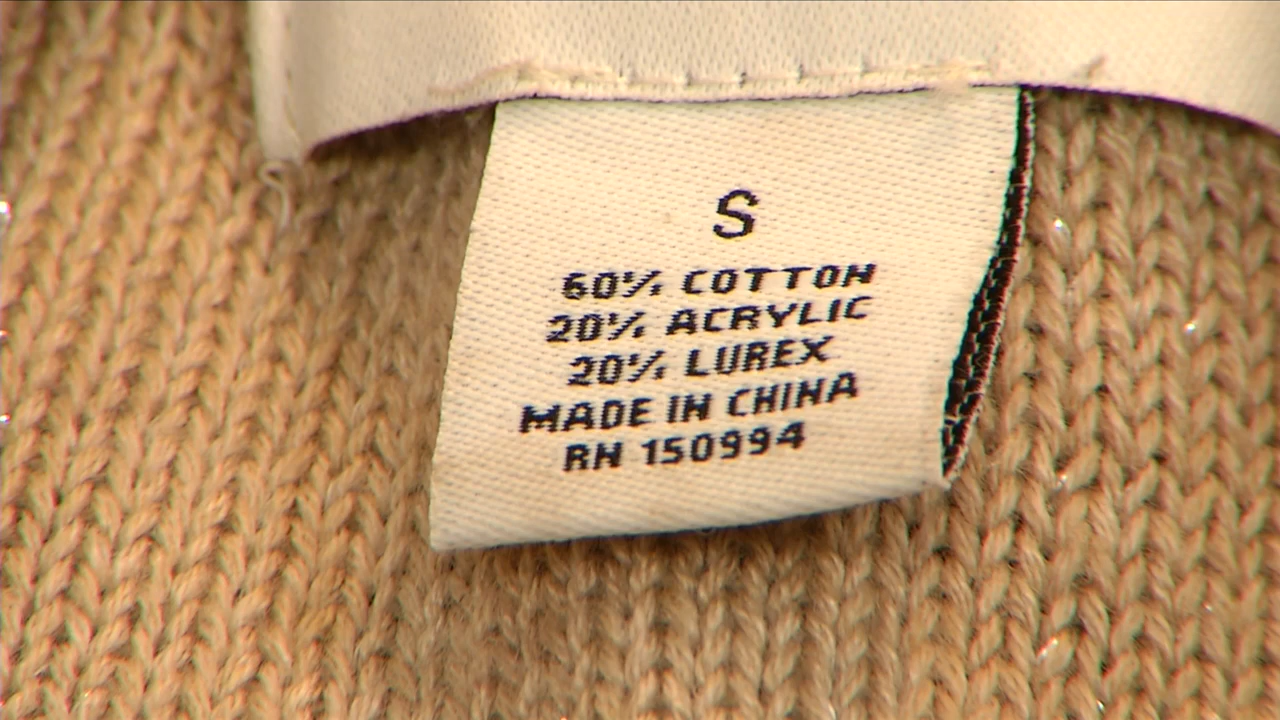 S
60% COTTON
20% ACRYLIC
20% LUREX
MADE IN CHINA
RN 150994